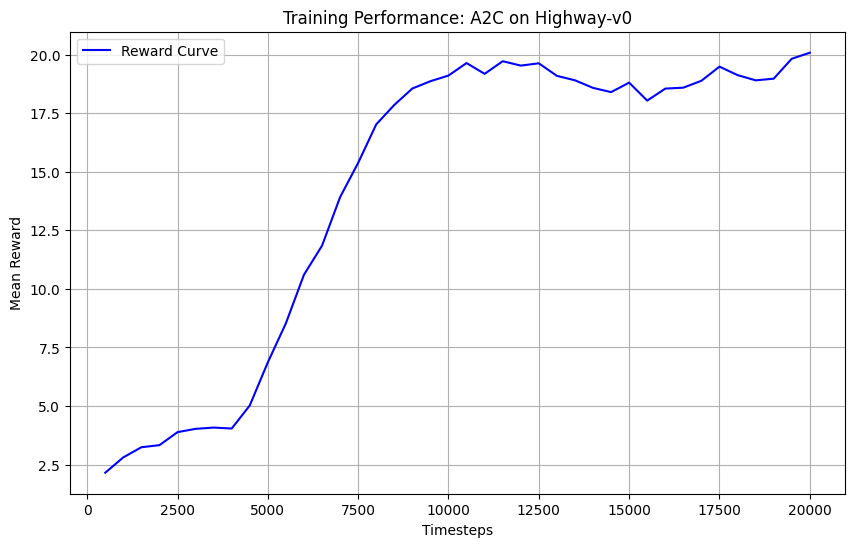 Training Performance: A2C on Highway-v0
Reward Curve
Mean Reward
20.0
17.5
15.0
12.5
10.0
7.5
5.0
2.5
0 2500 5000 7500 10000 12500 15000 17500 20000
Timesteps